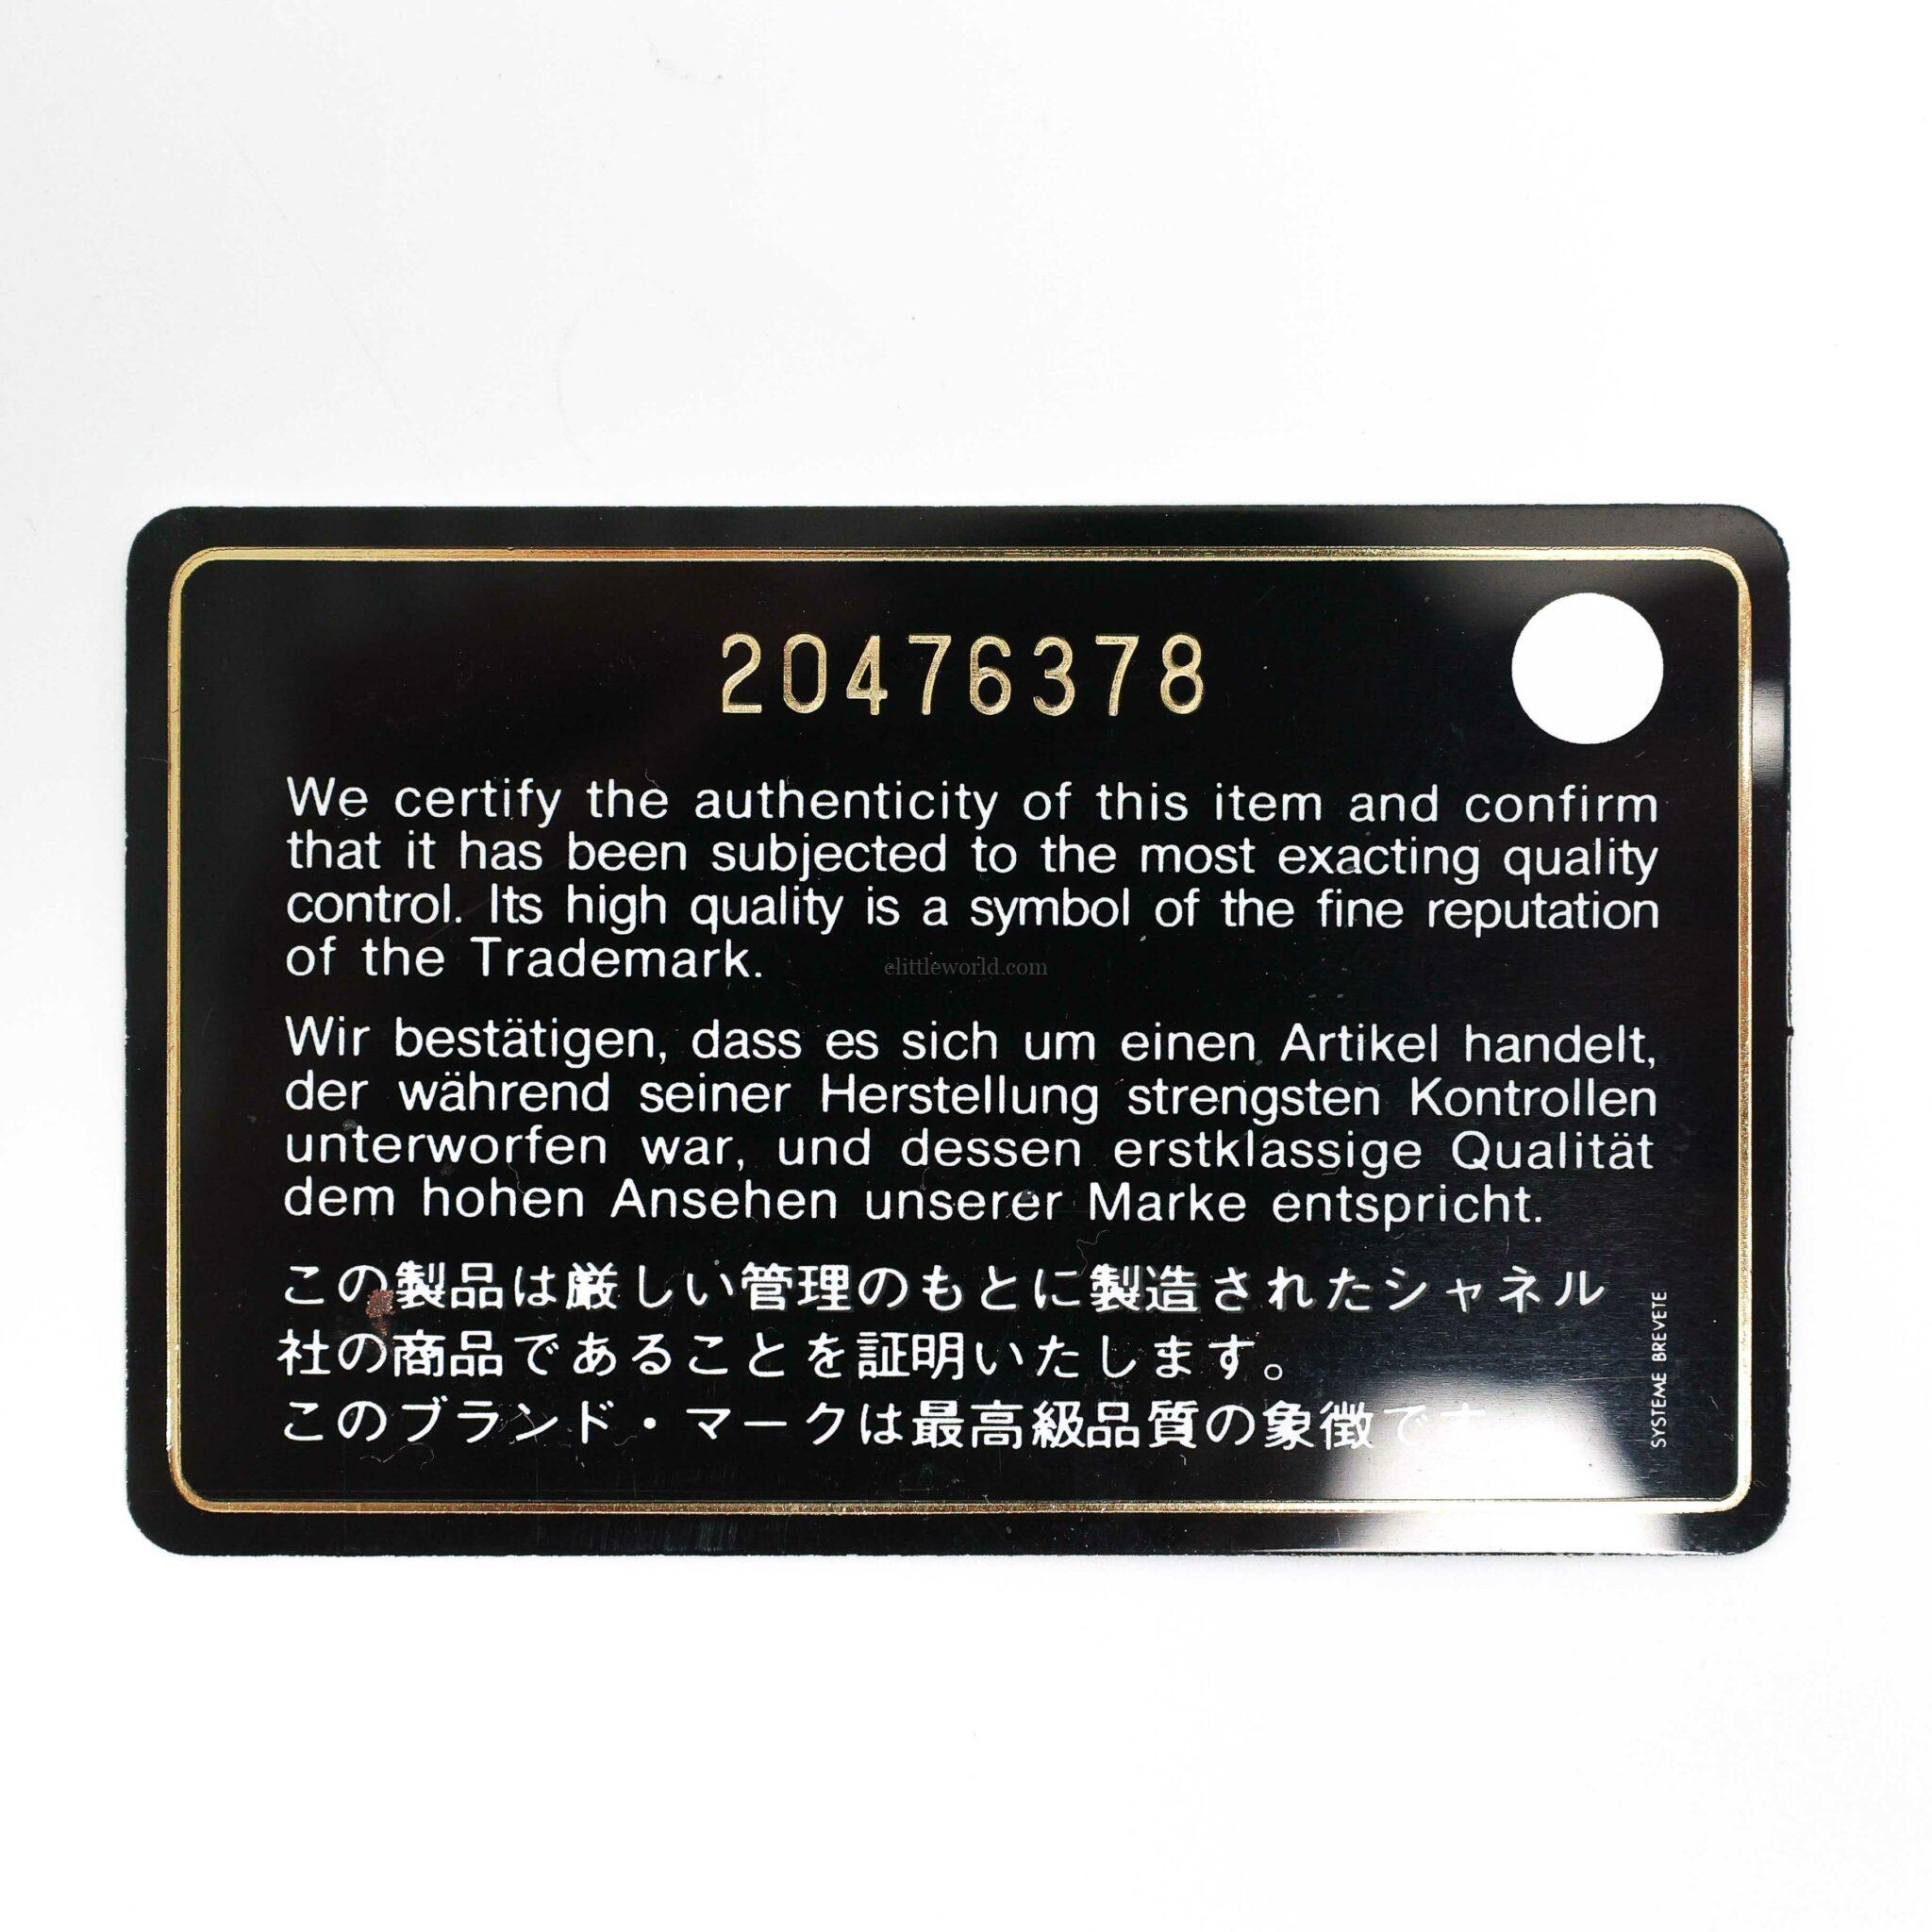 20476378
We certify the authenticity of this item and confirm
that it has been subjected to the most exacting quality
control. Its high quality is a symbol of the fine reputation
of the Trademark.
elittleworld.com
Wir bestätigen, dass es sich um einen Artikel handelt,
der während seiner Herstellung strengsten Kontrollen
unterworfen war, und dessen erstklassige Qualität
dem hohen Ansehen unserer Marke entspricht.
この製品は厳しい管理のもとに製造されたシャネル
社の商品であることを証明いたします。
このブランド・マークは最高級品質の象徴です
SYSTEME BREVETE